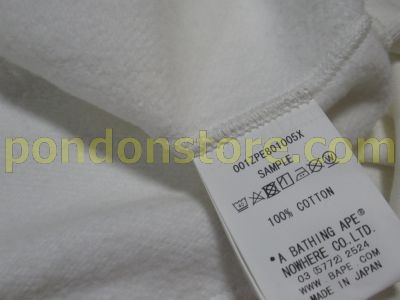 001ZPE801005X
SAMPLE
pondonstore.com
100% COTTON
*A BATHING APE®
NOWHERE CO., LTD.
03 (5772) 2524
WWW. BAPE. COM
MADE IN JAPAN